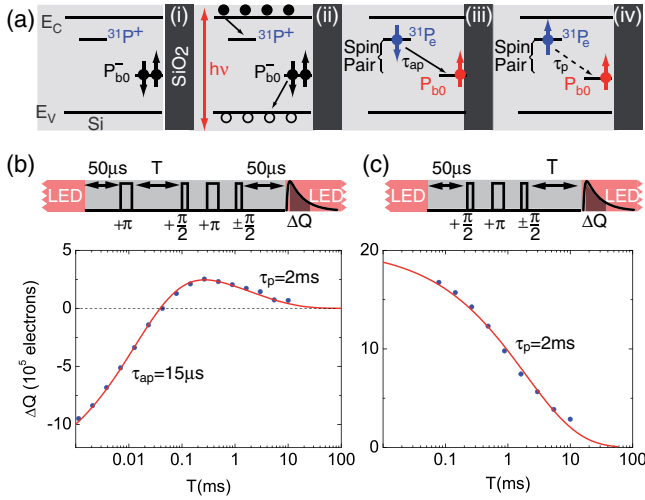 (a)
E_C
³¹P⁺
P_b0⁻
E_V
Si
(i)
SiO2
hν
³¹P⁺
P_b0⁻
(ii)
³¹P_e
Spin
Pair
τ_ap
P_b0
(iii)
³¹P_e
Spin
Pair
τ_p
P_b0
(iv)
(b)
50μs T 50μs
LED LED
+π +π/2 +π ±π/2 ΔQ
ΔQ (10⁵ electrons)
5
0
-5
-10
τ_p=2ms
τ_ap=15μs
0.01 0.1 1 10 100
T(ms)
(c)
50μs T
LED LED
+π/2 +π ±π/2 ΔQ
20
10
0
τ_p=2ms
0.1 1 10 100
T(ms)